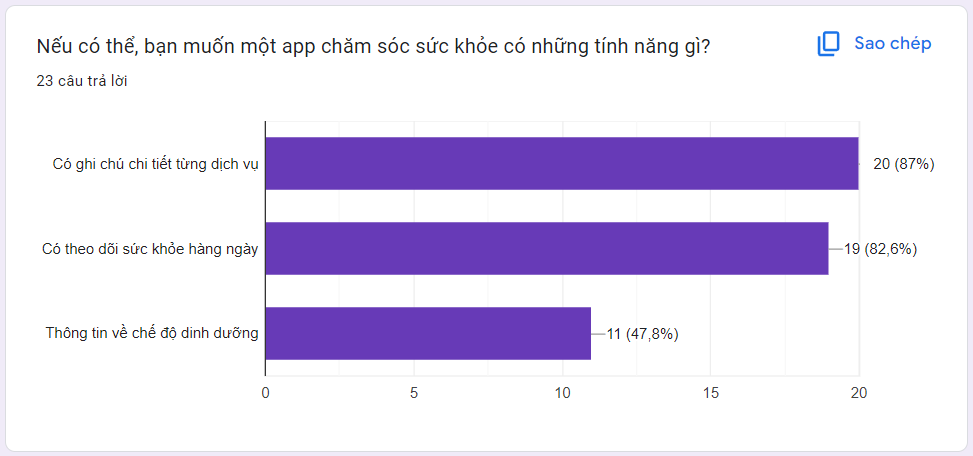 Nếu có thể, bạn muốn một app chăm sóc sức khỏe có những tính năng gì?
Sao chép
23 câu trả lời
Có ghi chú chi tiết từng dịch vụ
20 (87%)
Có theo dõi sức khỏe hàng ngày
19 (82,6%)
Thông tin về chế độ dinh dưỡng
11 (47,8%)
0 5 10 15 20